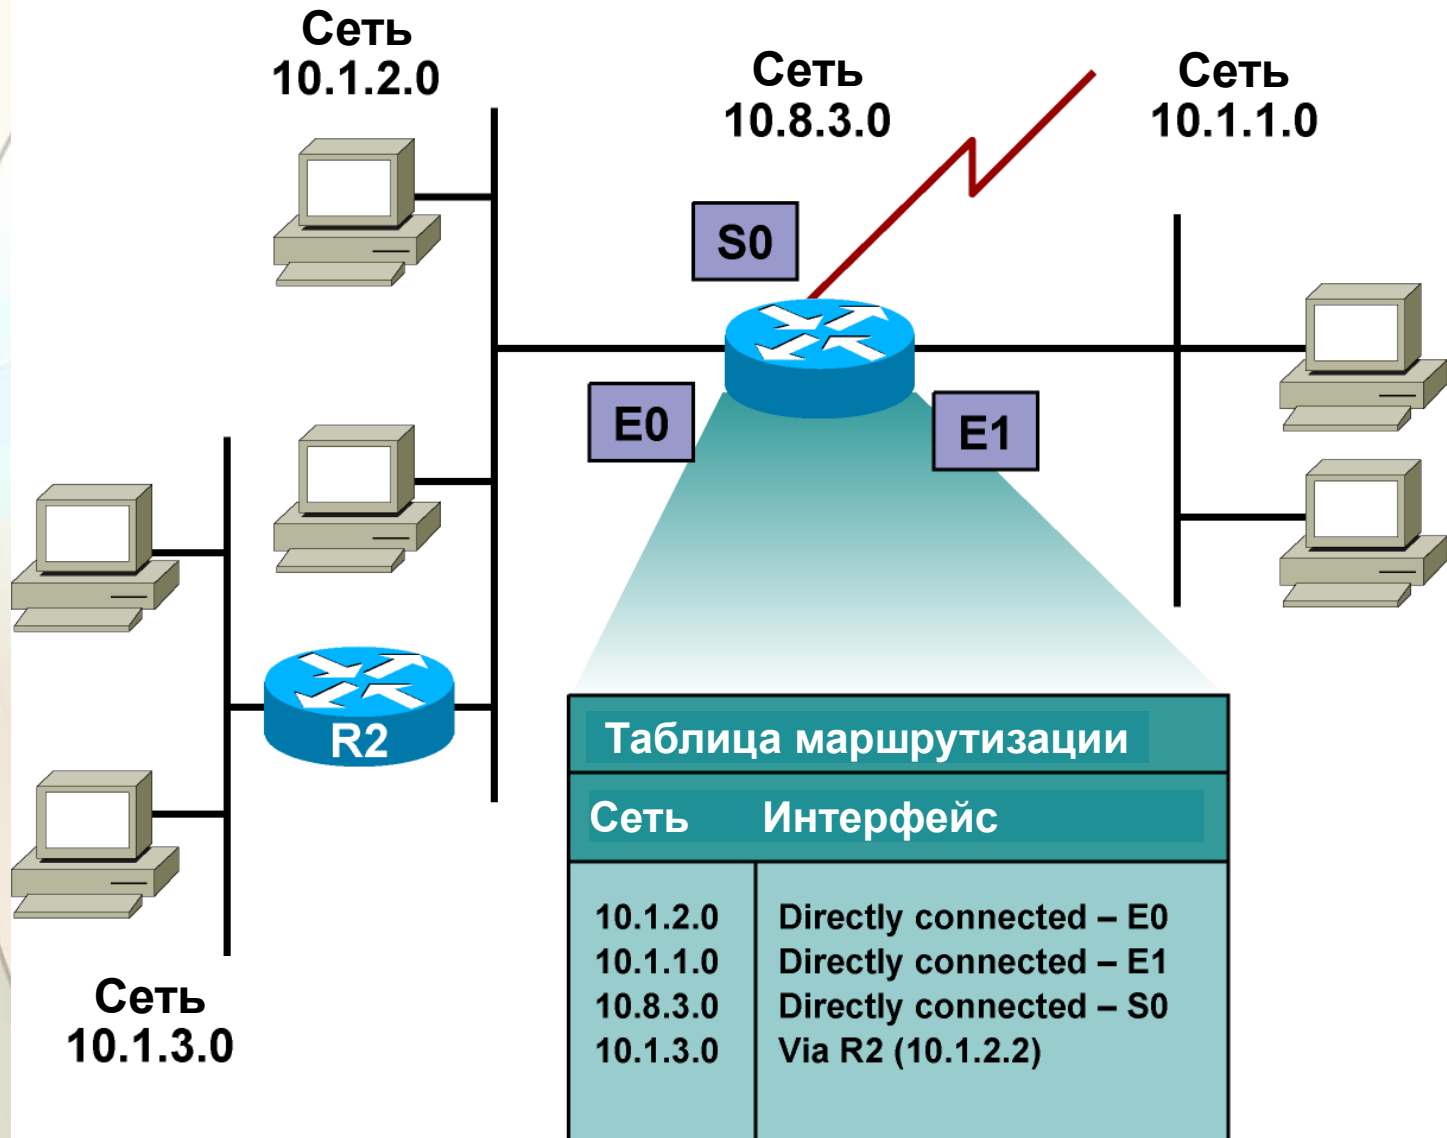 Сеть
10.1.2.0
Сеть
10.8.3.0
Сеть
10.1.1.0
S0
E0
E1
R2
Сеть
10.1.3.0
Таблица маршрутизации
Сеть Интерфейс
10.1.2.0 Directly connected – E0
10.1.1.0 Directly connected – E1
10.8.3.0 Directly connected – S0
10.1.3.0 Via R2 (10.1.2.2)